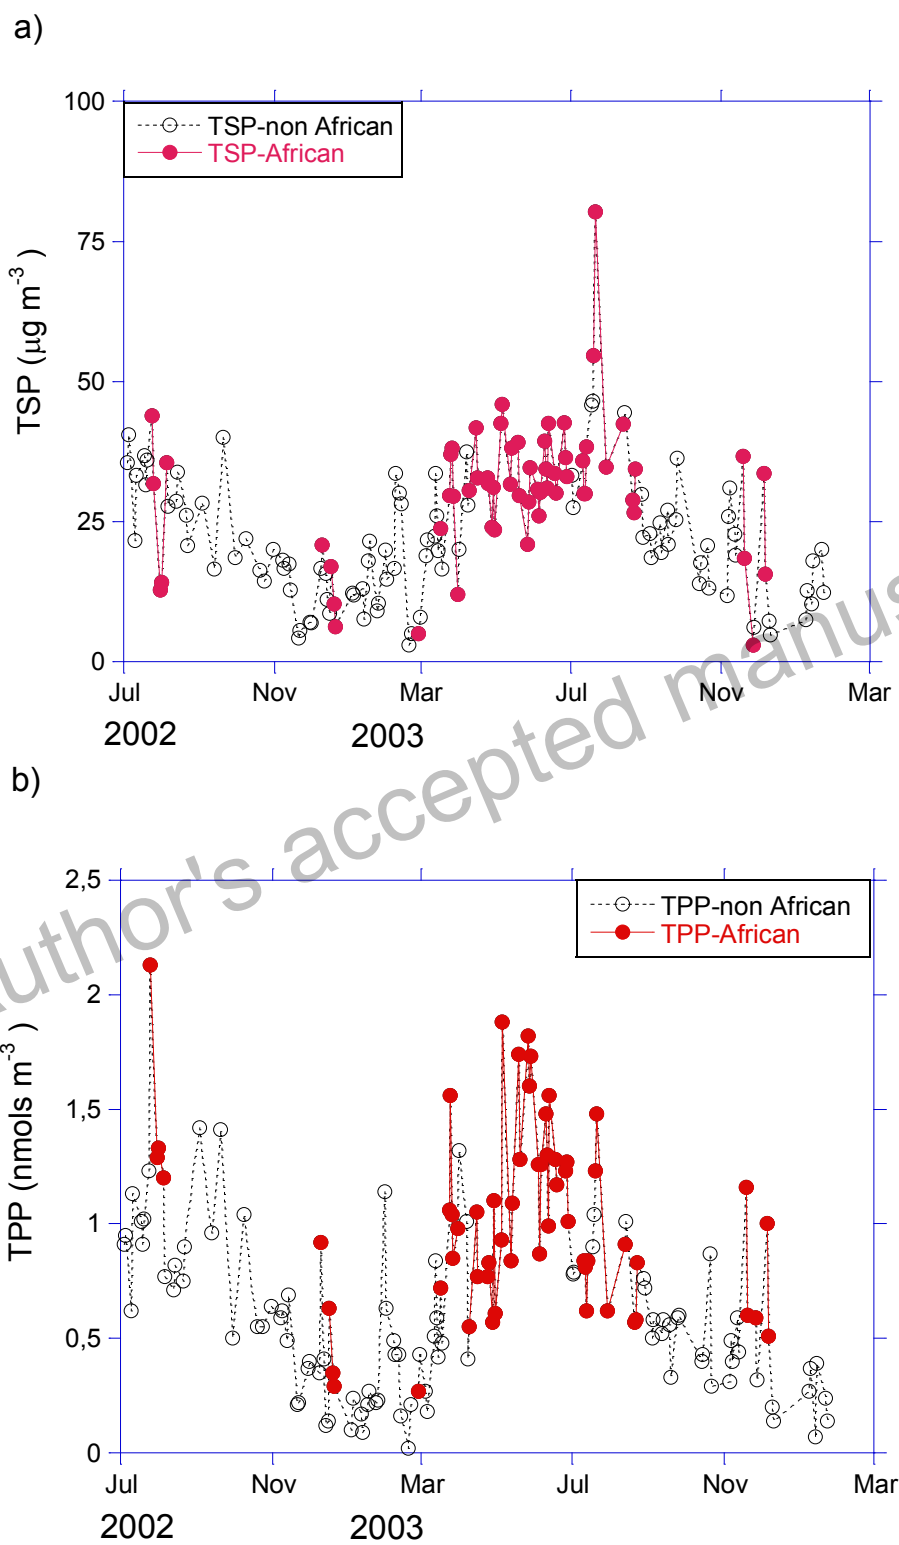 a)
100
TSP-non African
TSP-African
75
TSP (μg m-3 )
50
25
0
Jul Nov Mar Jul Nov Mar
2002 2003
b)
author's accepted manus
2,5
TPP-non African
TPP-African
2
TPP (nmols m-3 )
1,5
1
0,5
0
Jul Nov Mar Jul Nov Mar
2002 2003